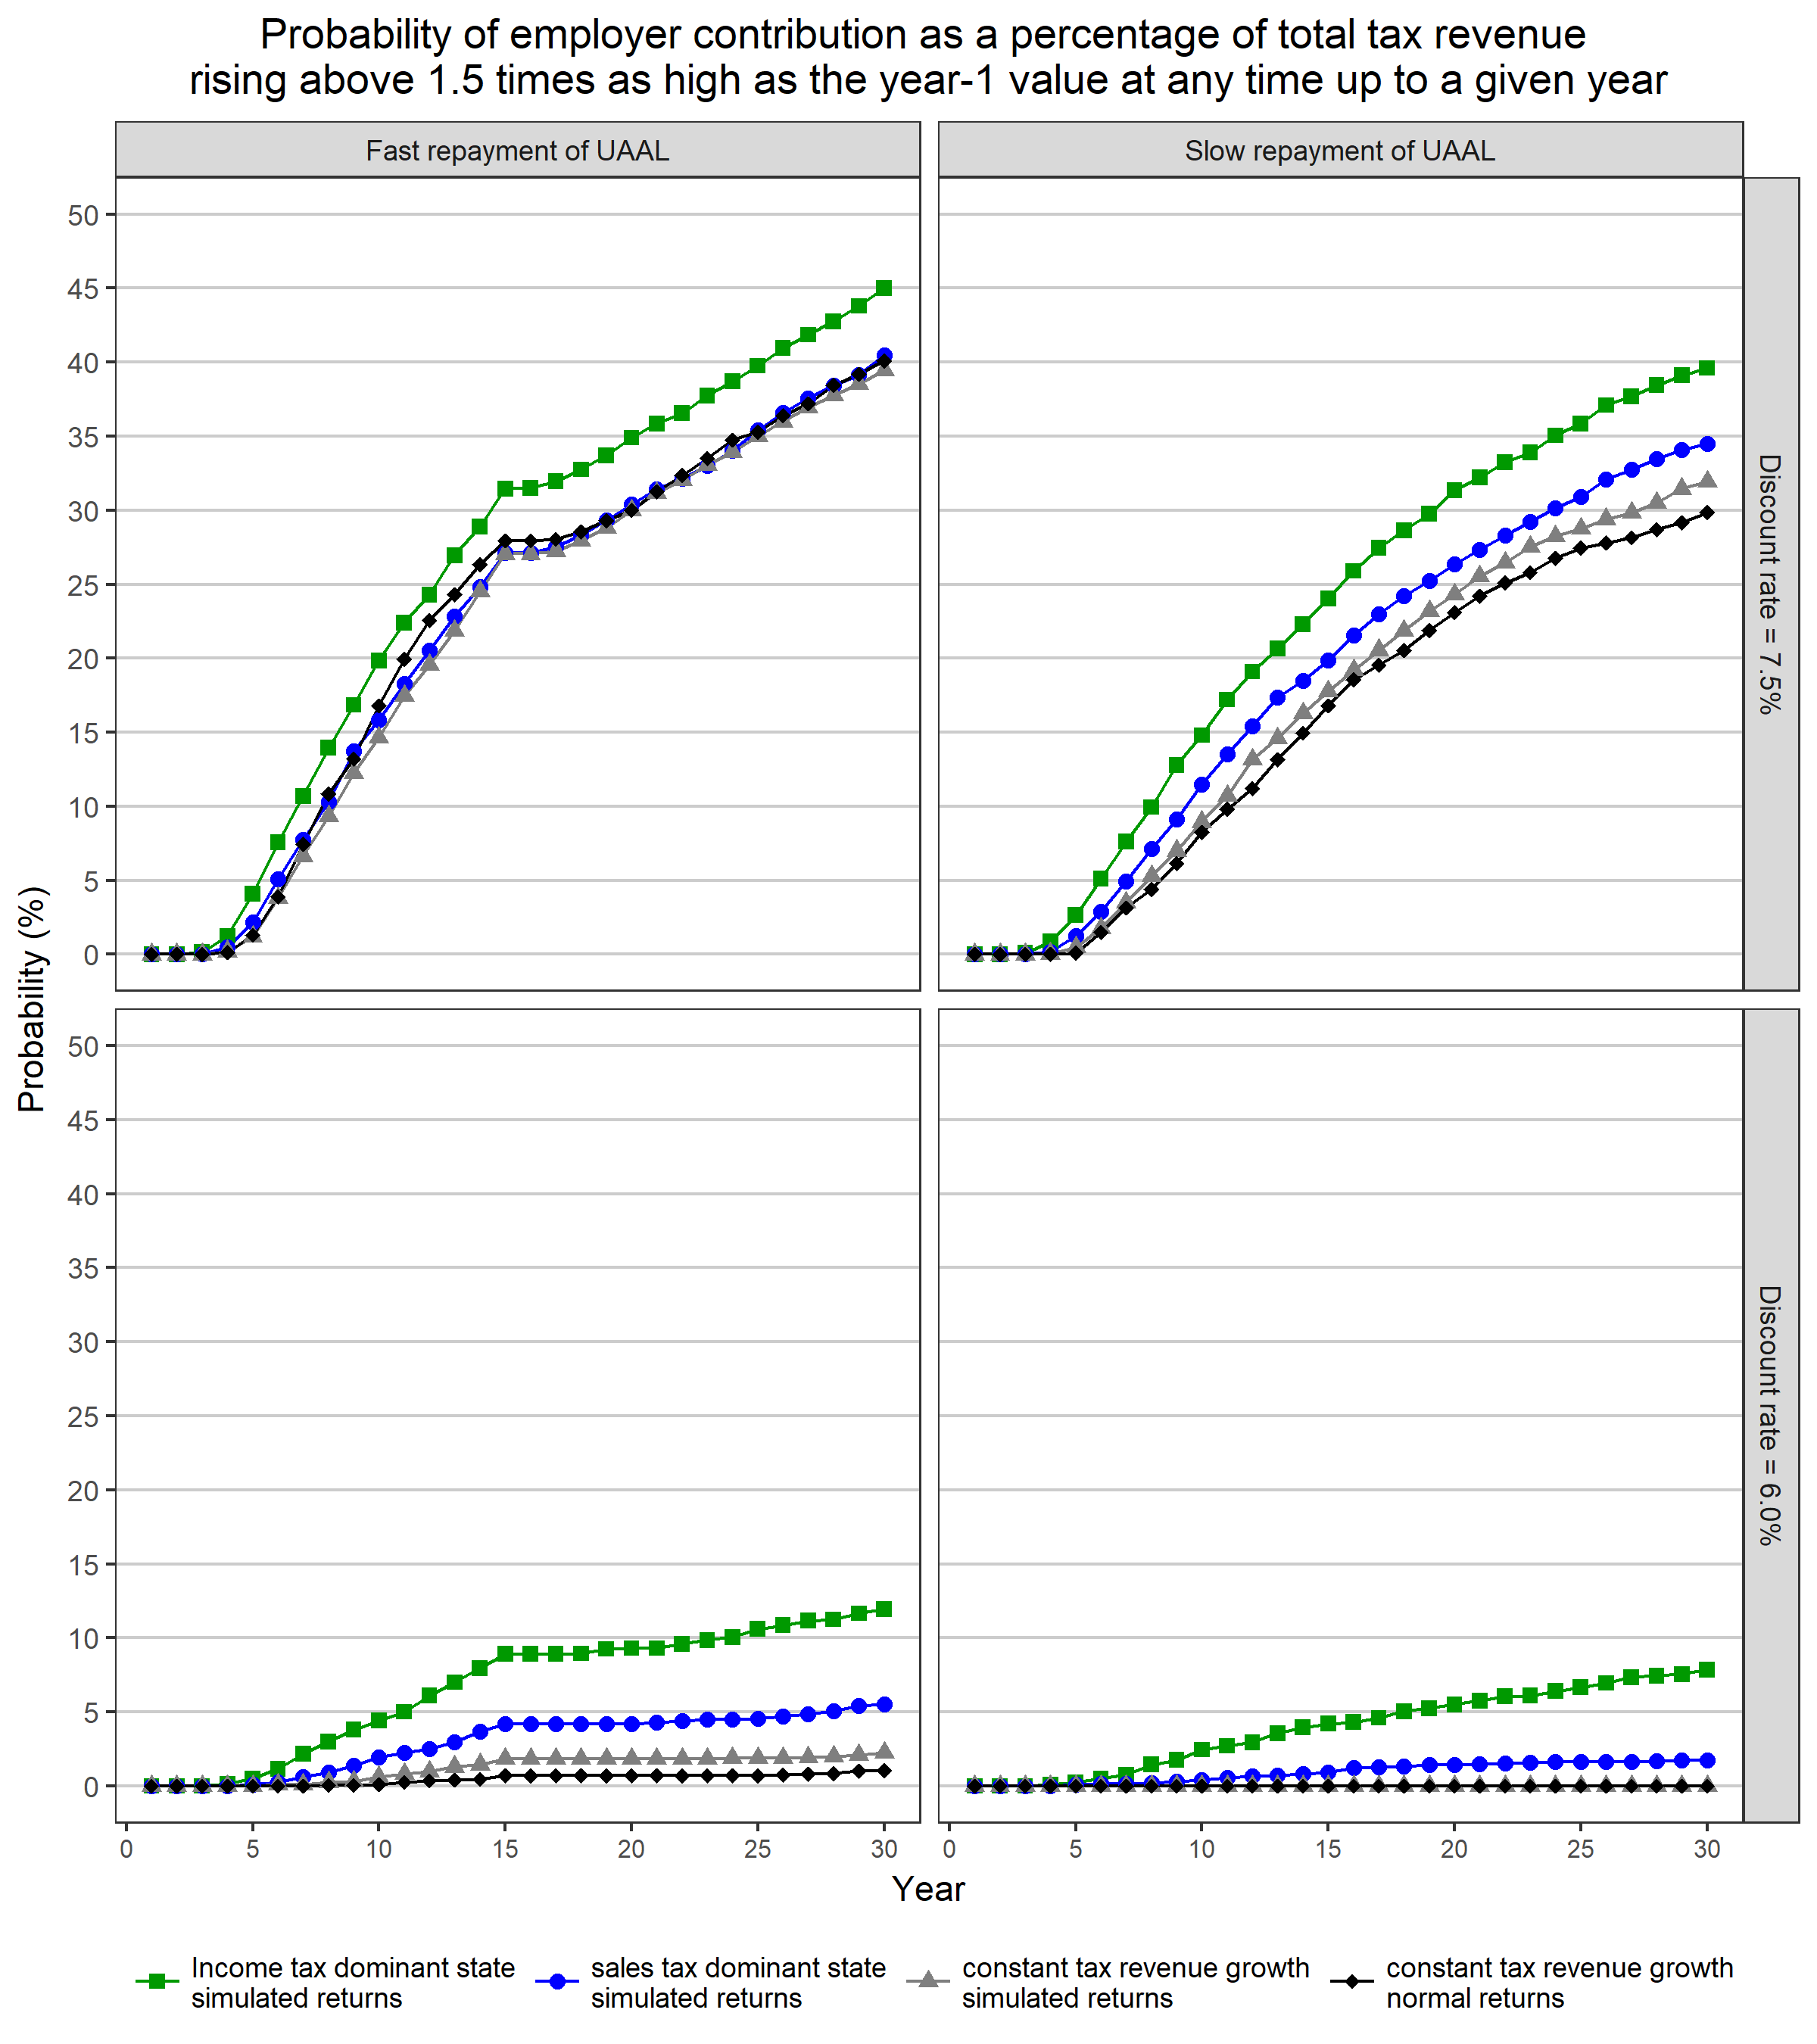 Probability of employer contribution as a percentage of total tax revenue
rising above 1.5 times as high as the year-1 value at any time up to a given year
Fast repayment of UAAL
Slow repayment of UAAL
50
45
40
35
30
25
20
15
10
5
0
Discount rate = 7.5%
Probability (%)
50
45
40
35
30
25
20
15
10
5
0
Discount rate = 6.0%
0 5 10 15 20 25 30
0 5 10 15 20 25 30
Year
Income tax dominant state
simulated returns
sales tax dominant state
simulated returns
constant tax revenue growth
simulated returns
constant tax revenue growth
normal returns